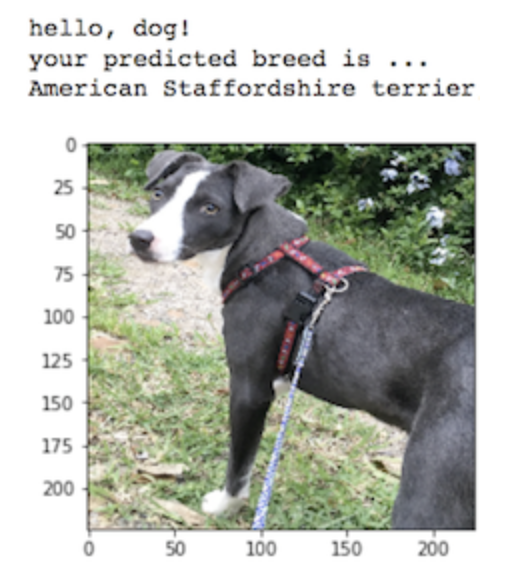 hello, dog!
your predicted breed is ...
American Staffordshire terrier
0
25
50
75
100
125
150
175
200
0 50 100 150 200